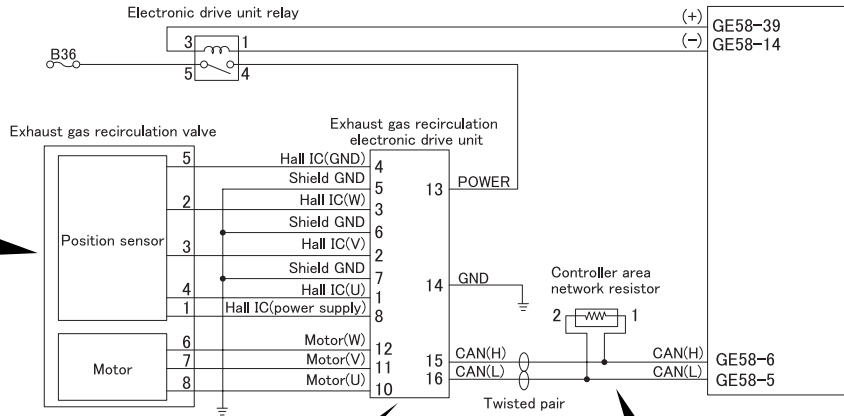 Electronic drive unit relay
(+) GE58-39
3 1 (-) GE58-14
B36
5 4
Exhaust gas recirculation valve
Exhaust gas recirculation
electronic drive unit
5 Hall IC(GND) 4
Shield GND 5 13 POWER
2 Hall IC(W) 3
Shield GND 6
Position sensor
3 Hall IC(V) 2
Shield GND 7 14 GND
4 Hall IC(U) 1
1 Hall IC(power supply) 8
Controller area
network resistor
2 1
6 Motor(W) 12
Motor
7 Motor(V) 11 15 CAN(H) CAN(H) GE58-6
8 Motor(U) 10 16 CAN(L) CAN(L) GE58-5
Twisted pair